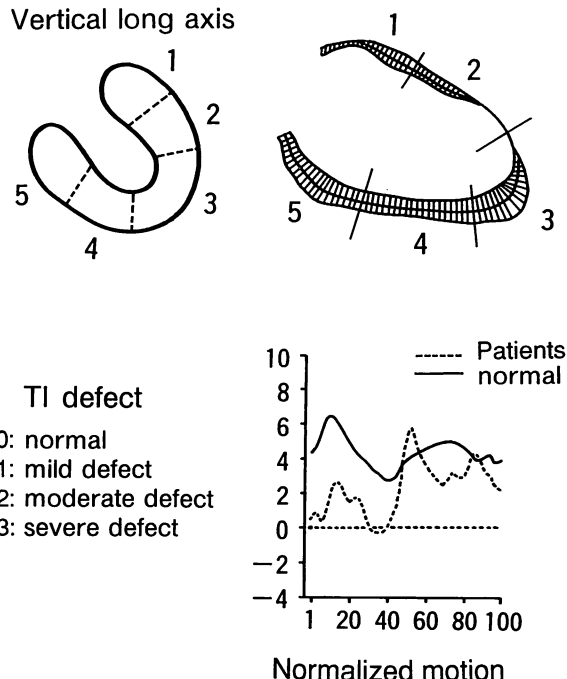 Vertical long axis
1
2
3
4
5
1
2
3
4
5
Tl defect
0: normal
1: mild defect
2: moderate defect
3: severe defect
Patients
normal
10
8
6
4
2
0
−2
−4
1 20 40 60 80 100
Normalized motion